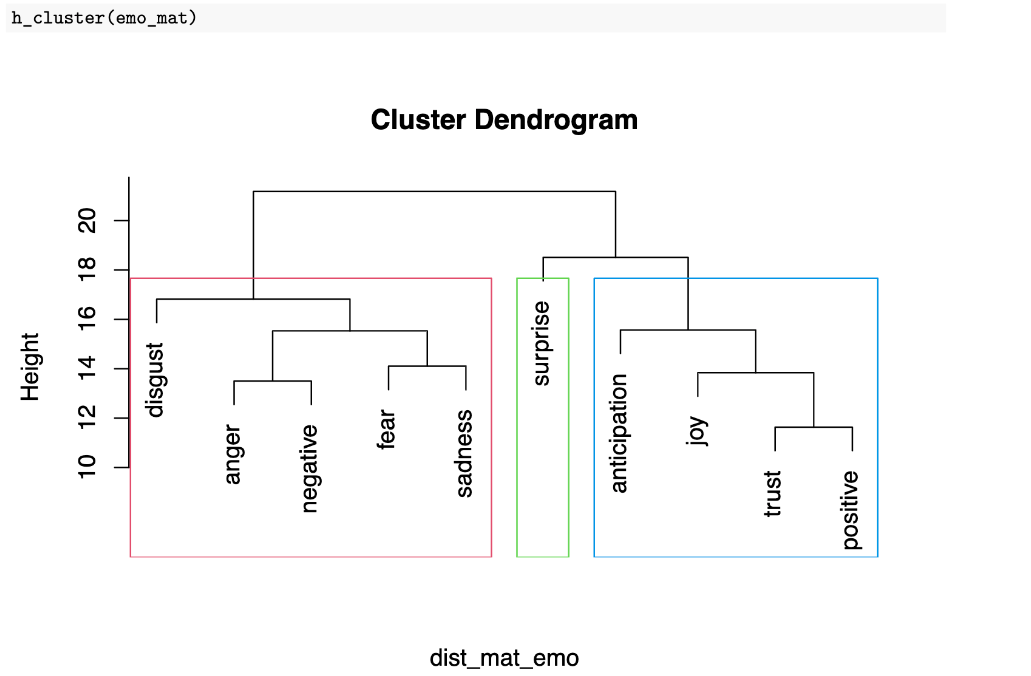 h_cluster(emo_mat)
Cluster Dendrogram
Height
20
18
16
14
12
10
disgust
anger
negative
fear
sadness
surprise
anticipation
joy
trust
positive
dist_mat_emo